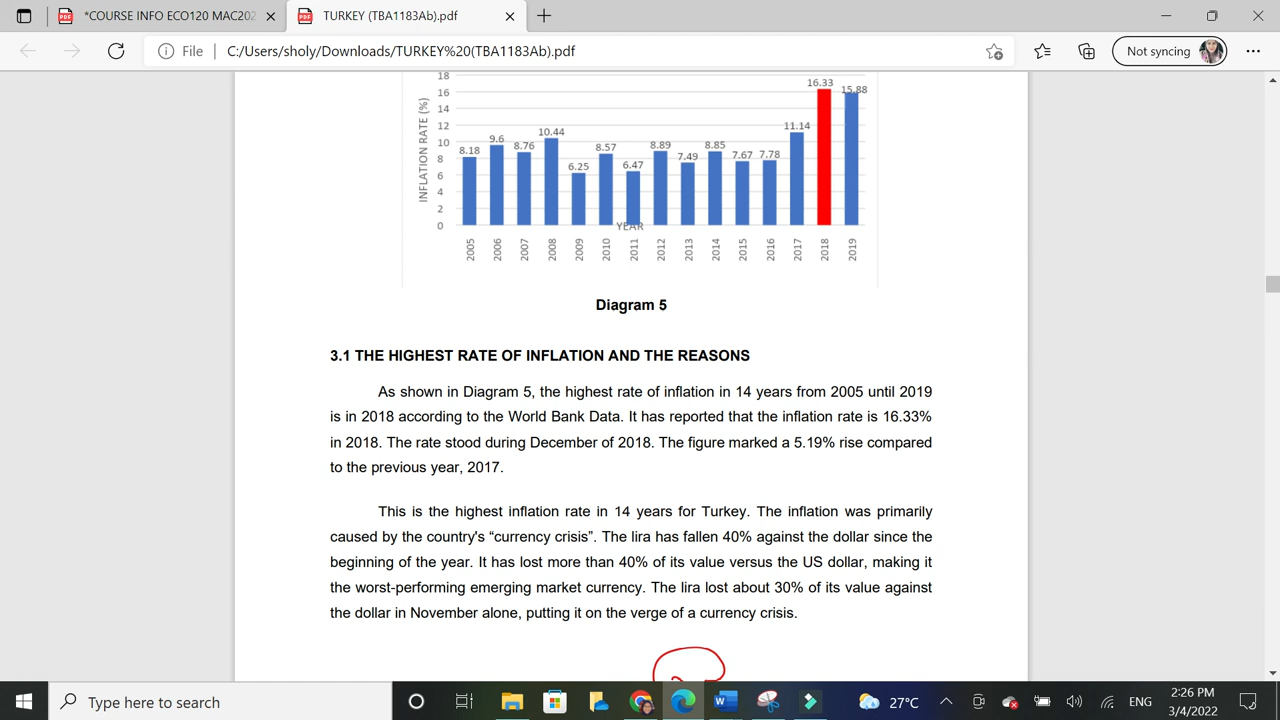 *COURSE INFO ECO120 MAC202
TURKEY (TBA1183Ab).pdf
File
C:/Users/sholy/Downloads/TURKEY%20(TBA1183Ab).pdf
Not syncing
18
16
14
12
10
8
6
4
2
0
INFLATION RATE (%)
8.18
9.6
8.76
10.44
6.25
8.57
6.47
8.89
7.49
8.85
7.67
7.78
11.14
16.33
15.88
YEAR
2005
2006
2007
2008
2009
2010
2011
2012
2013
2014
2015
2016
2017
2018
2019
Diagram 5
3.1 THE HIGHEST RATE OF INFLATION AND THE REASONS
As shown in Diagram 5, the highest rate of inflation in 14 years from 2005 until 2019
is in 2018 according to the World Bank Data. It has reported that the inflation rate is 16.33%
in 2018. The rate stood during December of 2018. The figure marked a 5.19% rise compared
to the previous year, 2017.
This is the highest inflation rate in 14 years for Turkey. The inflation was primarily
caused by the country's “currency crisis”. The lira has fallen 40% against the dollar since the
beginning of the year. It has lost more than 40% of its value versus the US dollar, making it
the worst-performing emerging market currency. The lira lost about 30% of its value against
the dollar in November alone, putting it on the verge of a currency crisis.
Type here to search
27°C
ENG
2:26 PM
3/4/2022